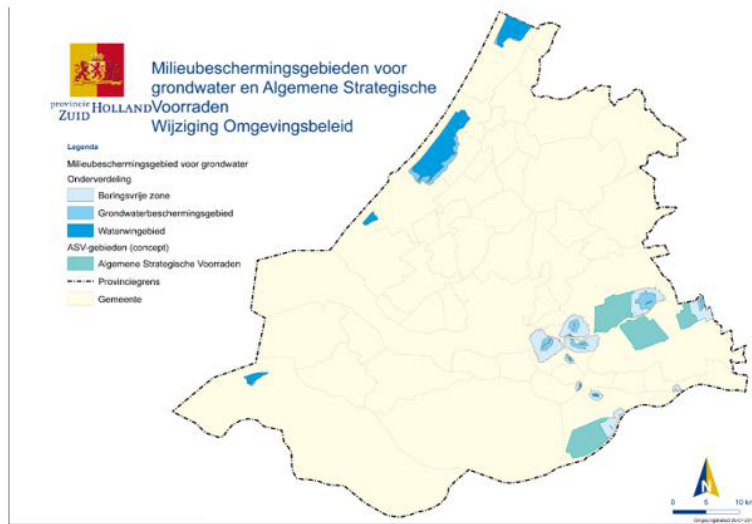 provincie
ZUID HOLLAND
Milieubeschermingsgebieden voor
grondwater en Algemene Strategische
Voorraden
Wijziging Omgevingsbeleid
Legenda
Milieubeschermingsgebied voor grondwater
Onderverdeling
Boringsvrije zone
Grondwaterbeschermingsgebied
Waterwingebied
ASV-gebieden (concept)
Algemene Strategische Voorraden
Provinciegrens
Gemeente
N
0 5 10 km